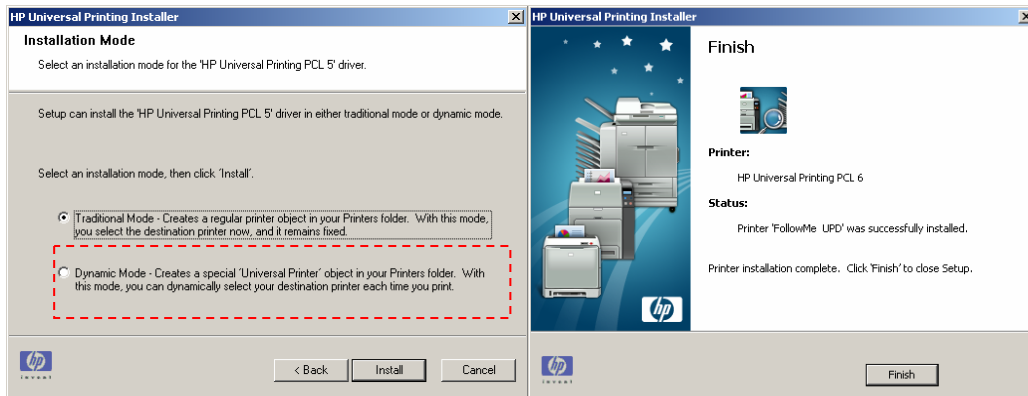 HP Universal Printing Installer
Installation Mode
Select an installation mode for the 'HP Universal Printing PCL 5' driver.
Setup can install the 'HP Universal Printing PCL 5' driver in either traditional mode or dynamic mode.
Select an installation mode, then click 'Install'.
Traditional Mode - Creates a regular printer object in your Printers folder. With this mode,
you select the destination printer now, and it remains fixed.
Dynamic Mode - Creates a special 'Universal Printer' object in your Printers folder. With
this mode, you can dynamically select your destination printer each time you print.
hp
invent
< Back
Install
Cancel
HP Universal Printing Installer
Finish
Printer:
HP Universal Printing PCL 6
Status:
Printer 'FollowMe UPD' was successfully installed.
Printer installation complete. Click 'Finish' to close Setup.
hp
hp
invent
Finish